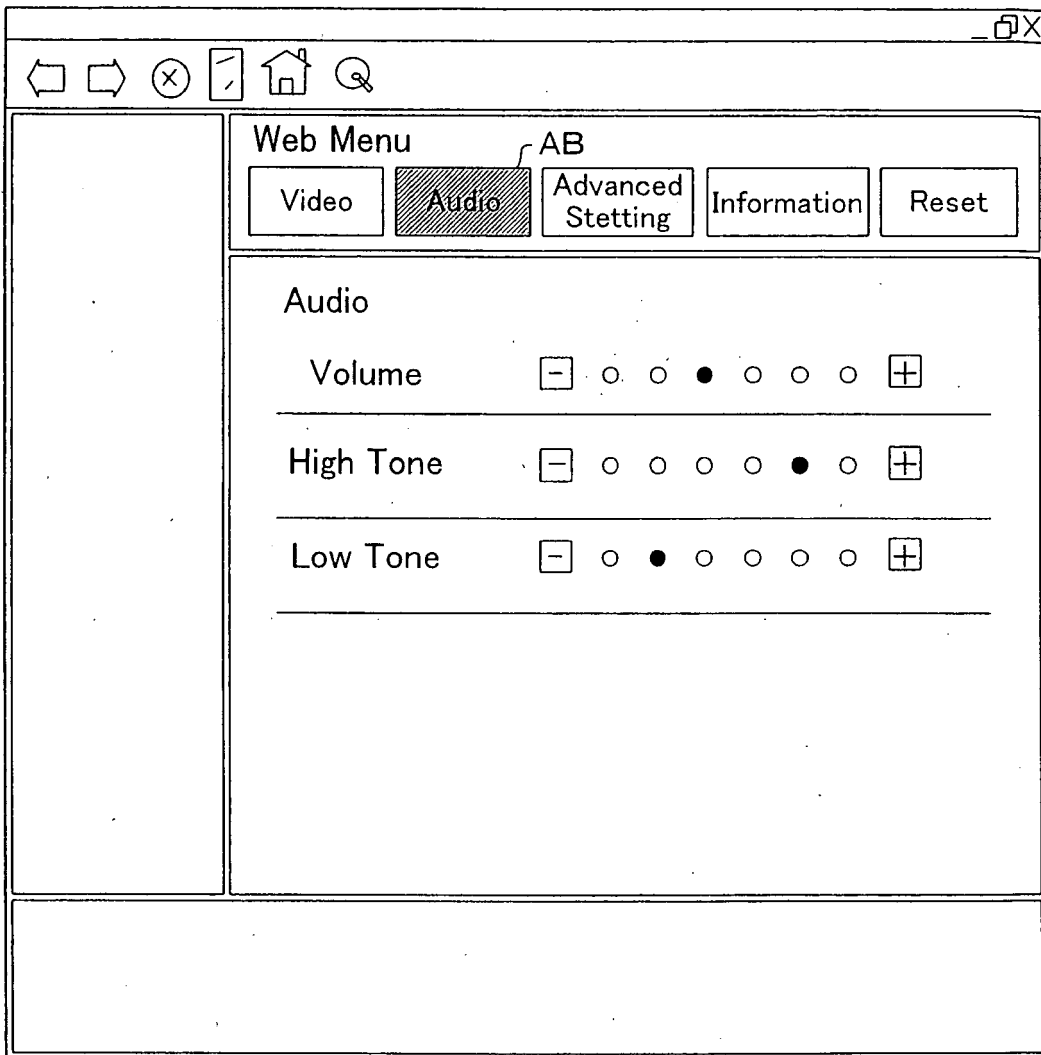 Web Menu
AB
Video
Audio
Advanced
Stetting
Information
Reset
Audio
Volume
High Tone
Low Tone